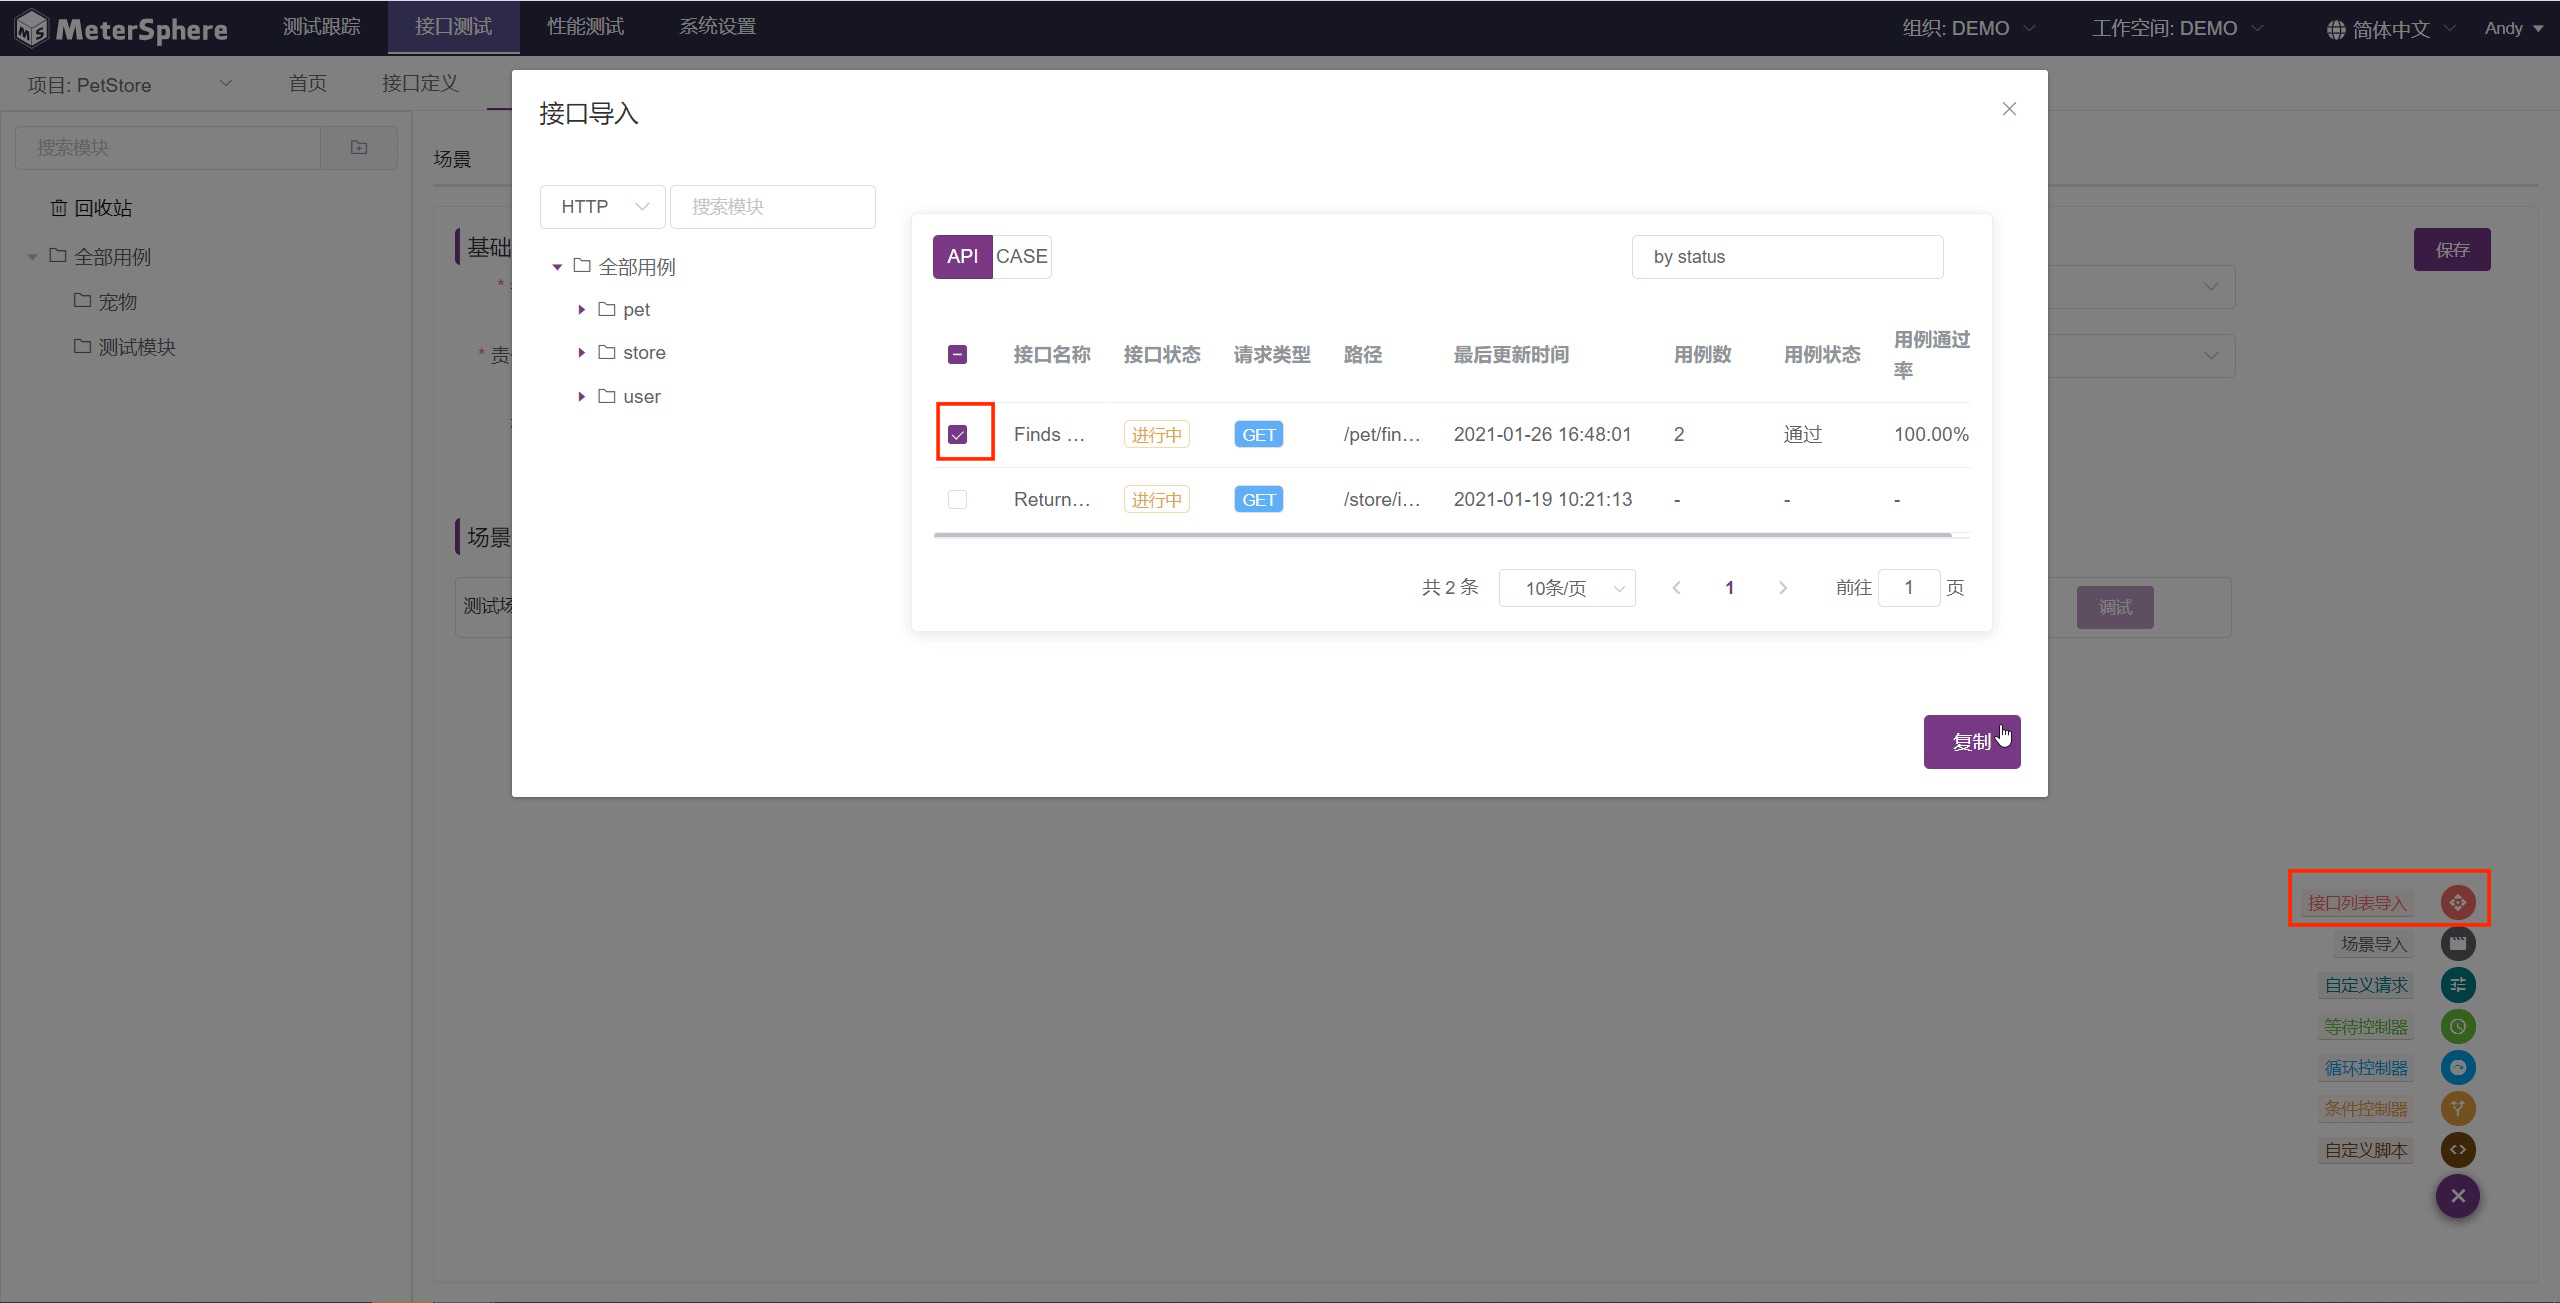 MeterSphere 测试跟踪 接口测试 性能测试 系统设置 组织: DEMO 工作空间: DEMO 简体中文 Andy
项目: PetStore 首页 接口定义
搜索模块
回收站
全部用例
宠物
测试模块
场景
基础
* 责
场景
测试场
保存
调试
接口导入
HTTP 搜索模块
全部用例
pet
store
user
API CASE by status
接口名称 接口状态 请求类型 路径 最后更新时间 用例数 用例状态 用例通过率
Finds ... 进行中 GET /pet/fin... 2021-01-26 16:48:01 2 通过 100.00%
Return... 进行中 GET /store/i... 2021-01-19 10:21:13 - - -
共 2 条 10条/页 1 前往 1 页
复制
接口列表导入
场景导入
自定义请求
等待控制器
循环控制器
条件控制器
自定义脚本